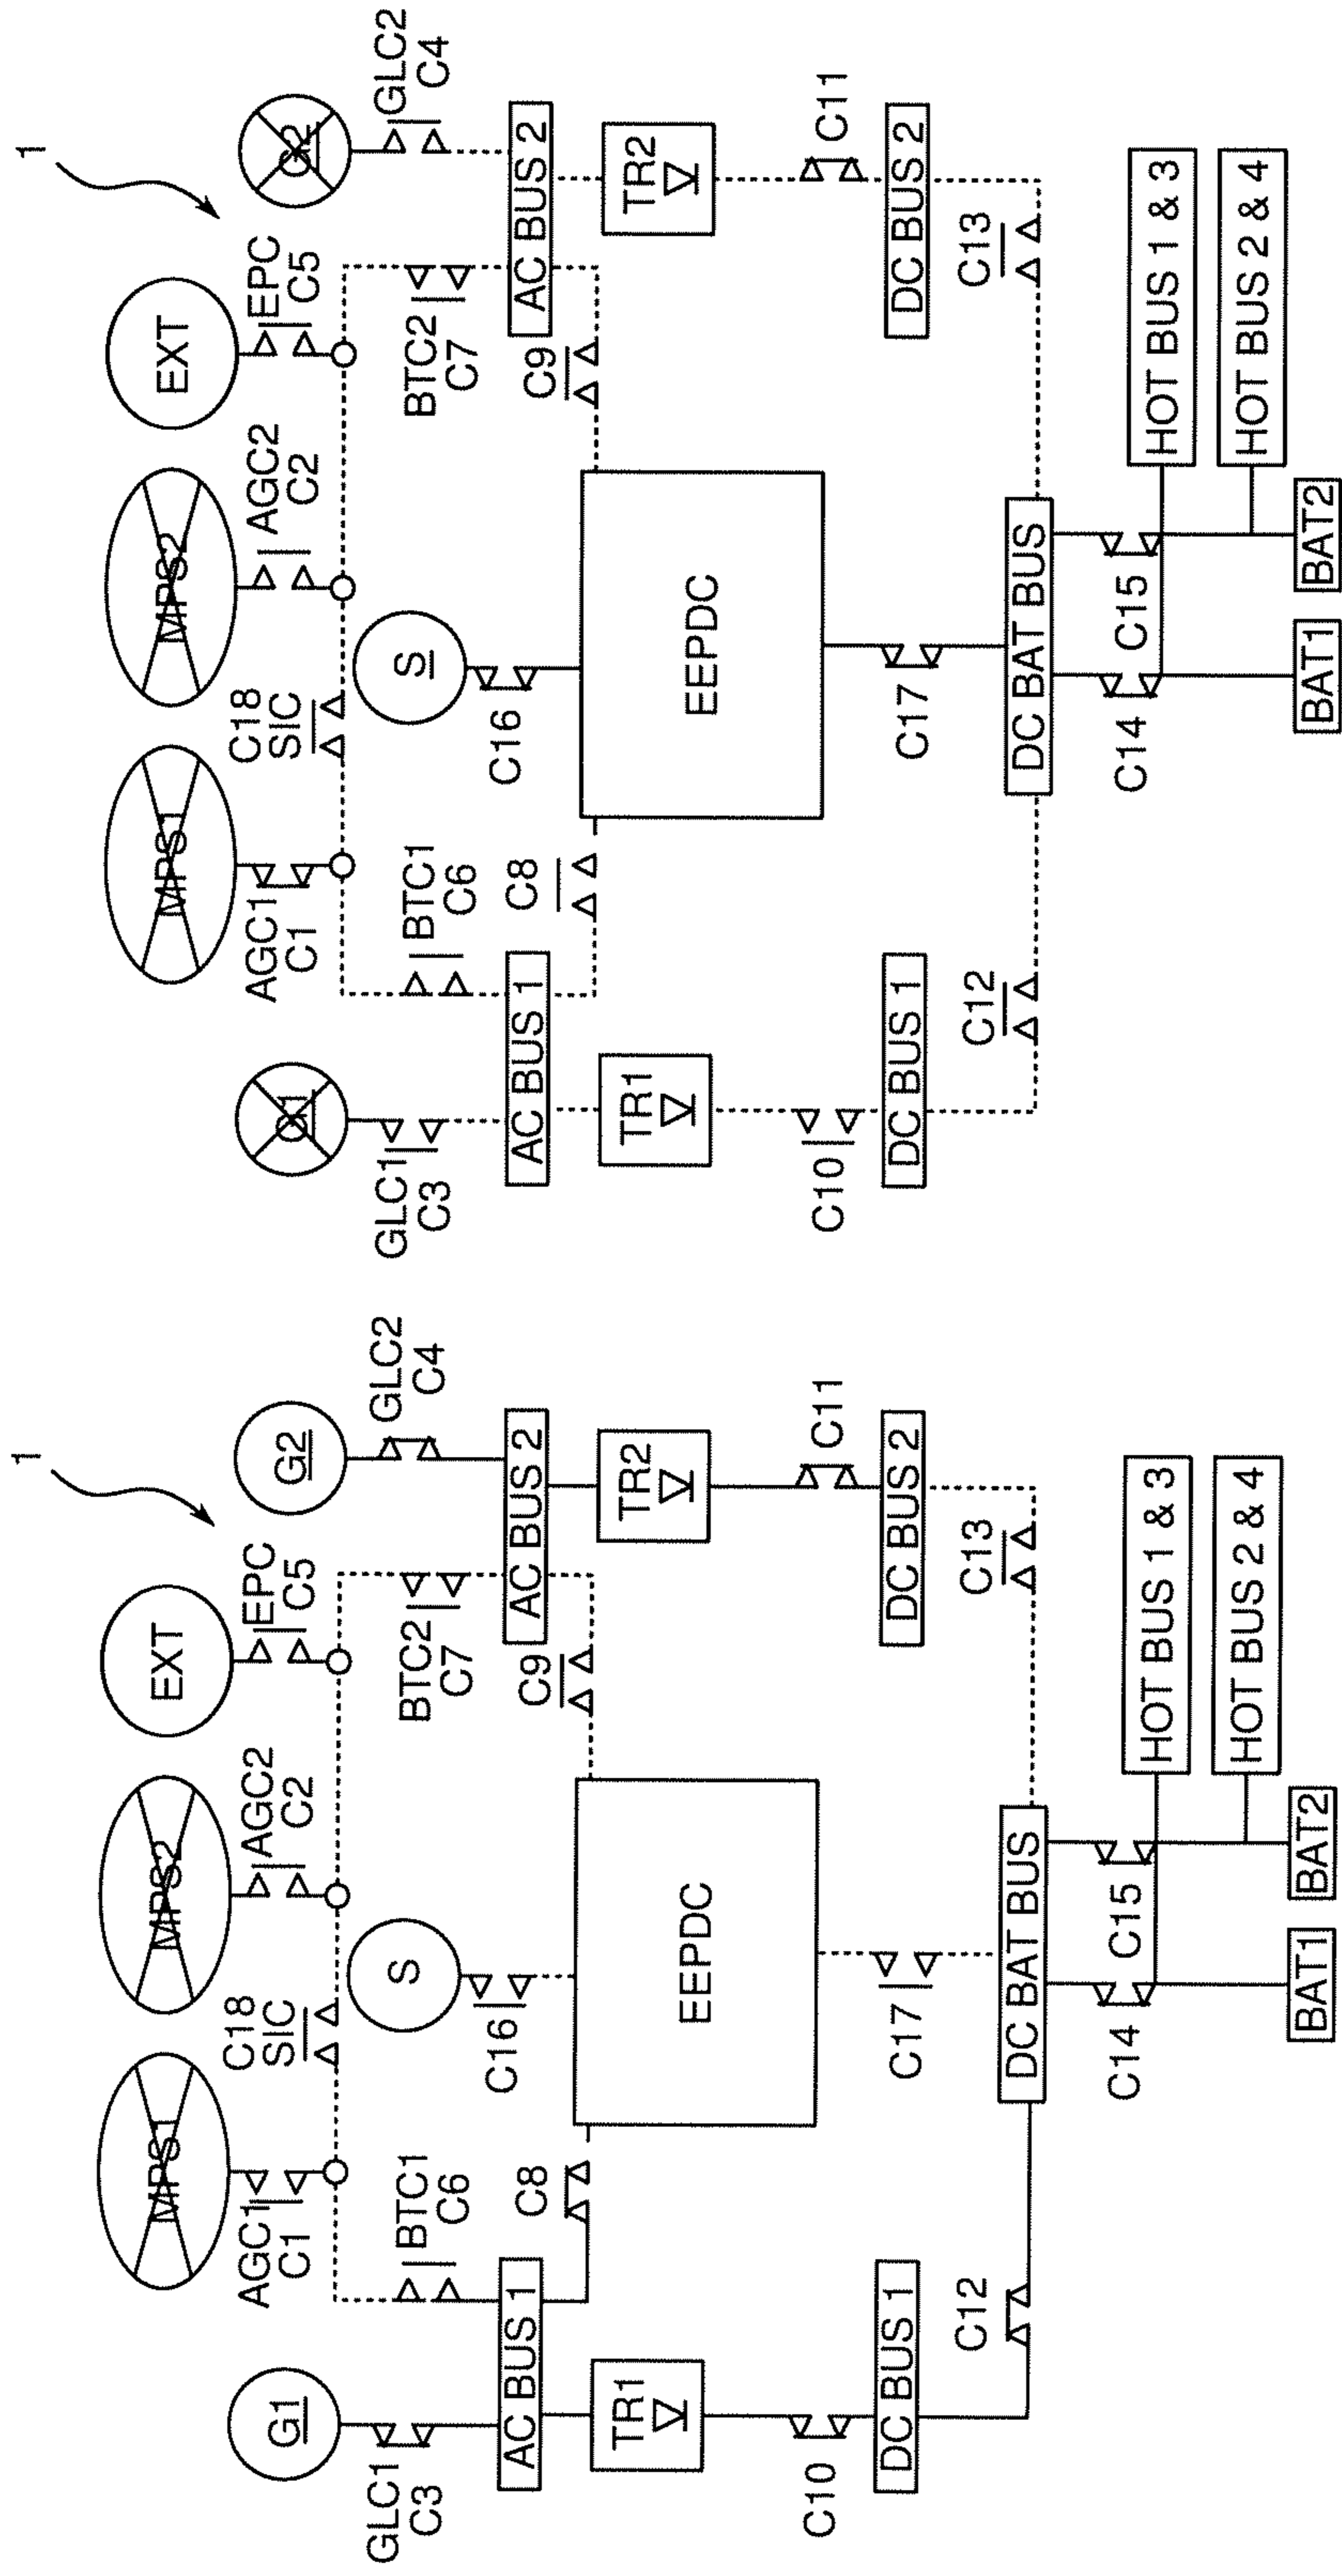 1
G1
GLC1
C3
MPS1
AGC1
C1
C18
SIC
MPS2
AGC2
C2
EXT
EPC
C5
G2
GLC2
C4
BTC1
C6
S
C16
BTC2
C7
AC BUS 1
C8
C9
AC BUS 2
TR1
EEPDC
TR2
C10
C17
C11
DC BUS 1
DC BUS 2
C12
DC BAT BUS
C13
C14
C15
HOT BUS 1 & 3
HOT BUS 2 & 4
BAT1
BAT2
1
G1
GLC1
C3
MPS1
AGC1
C1
C18
SIC
MPS2
AGC2
C2
EXT
EPC
C5
G2
GLC2
C4
BTC1
C6
S
C16
BTC2
C7
AC BUS 1
C8
C9
AC BUS 2
TR1
EEPDC
TR2
C10
C17
C11
DC BUS 1
DC BUS 2
C12
DC BAT BUS
C13
C14
C15
HOT BUS 1 & 3
HOT BUS 2 & 4
BAT1
BAT2